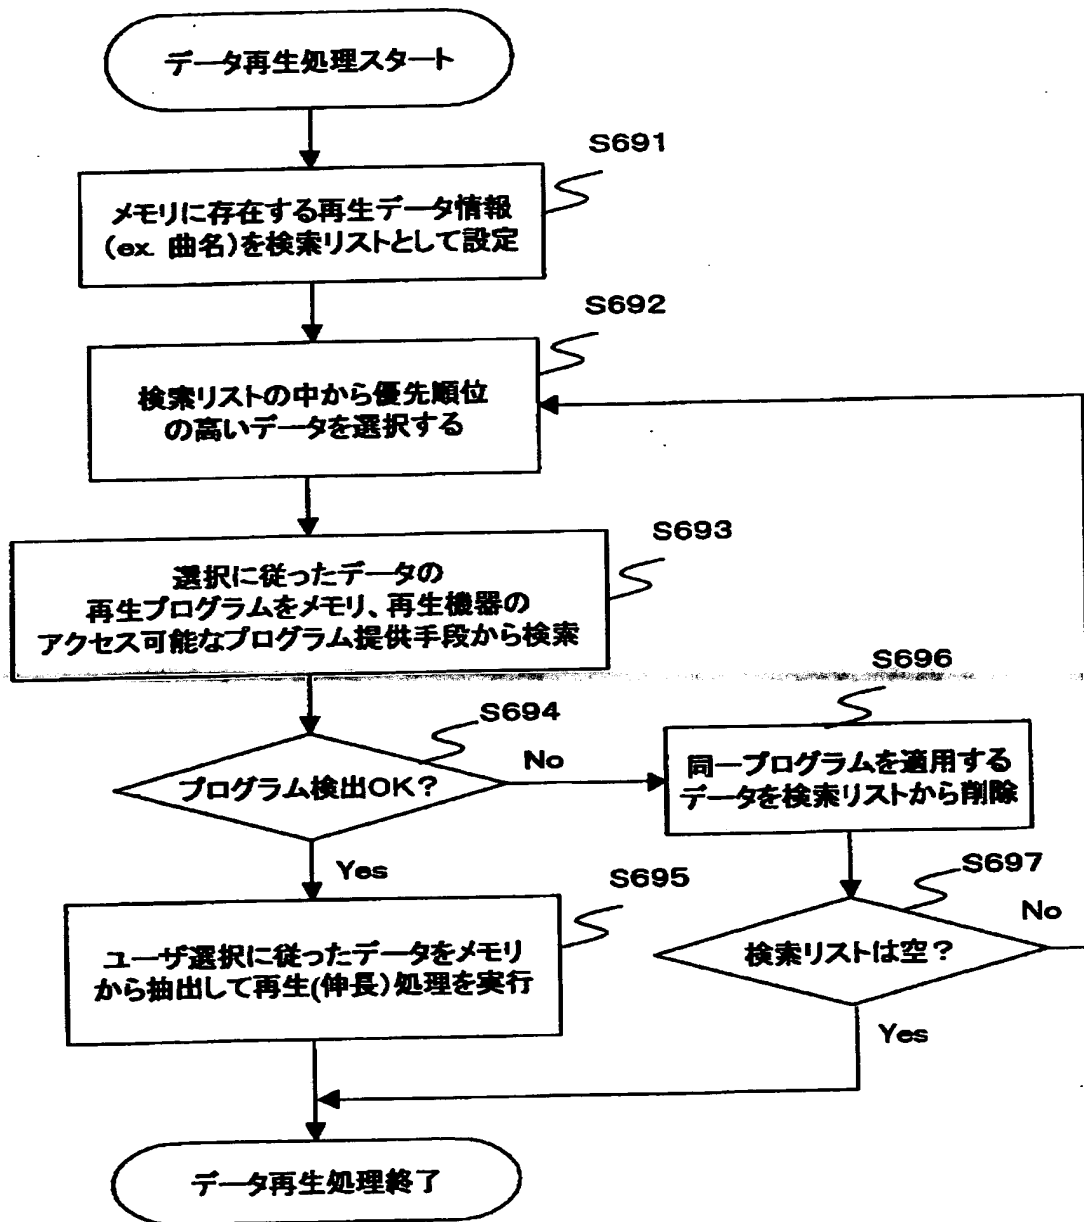 データ再生処理スタート
S691
メモリに存在する再生データ情報
(ex. 曲名)を検索リストとして設定
S692
検索リストの中から優先順位
の高いデータを選択する
S693
選択に従ったデータの
再生プログラムをメモリ、再生機器の
アクセス可能なプログラム提供手段から検索
S694
プログラム検出OK?
No
Yes
S696
同一プログラムを適用する
データを検索リストから削除
S695
ユーザ選択に従ったデータをメモリ
から抽出して再生(伸長)処理を実行
S697
検索リストは空?
No
Yes
データ再生処理終了